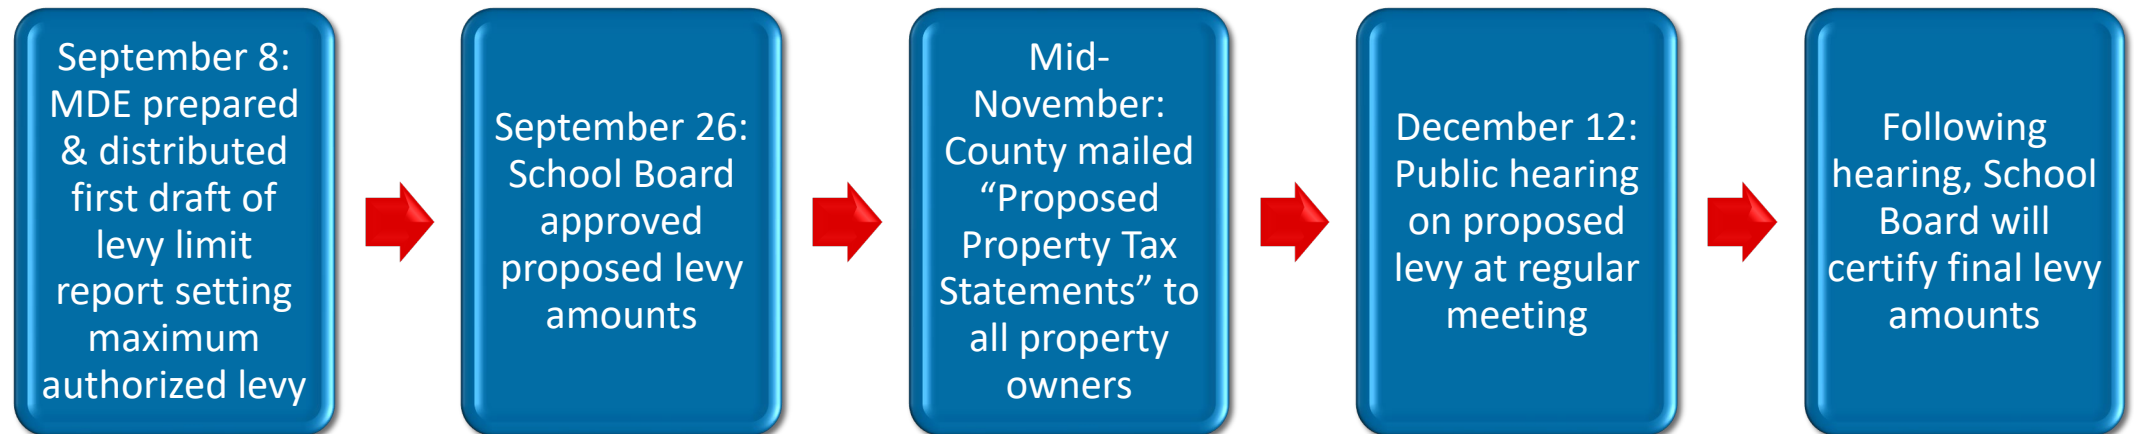 September 8:
MDE prepared
& distributed
first draft of
levy limit
report setting
maximum
authorized levy
September 26:
School Board
approved
proposed levy
amounts
Mid-
November:
County mailed
“Proposed
Property Tax
Statements” to
all property
owners
December 12:
Public hearing
on proposed
levy at regular
meeting
Following
hearing, School
Board will
certify final levy
amounts